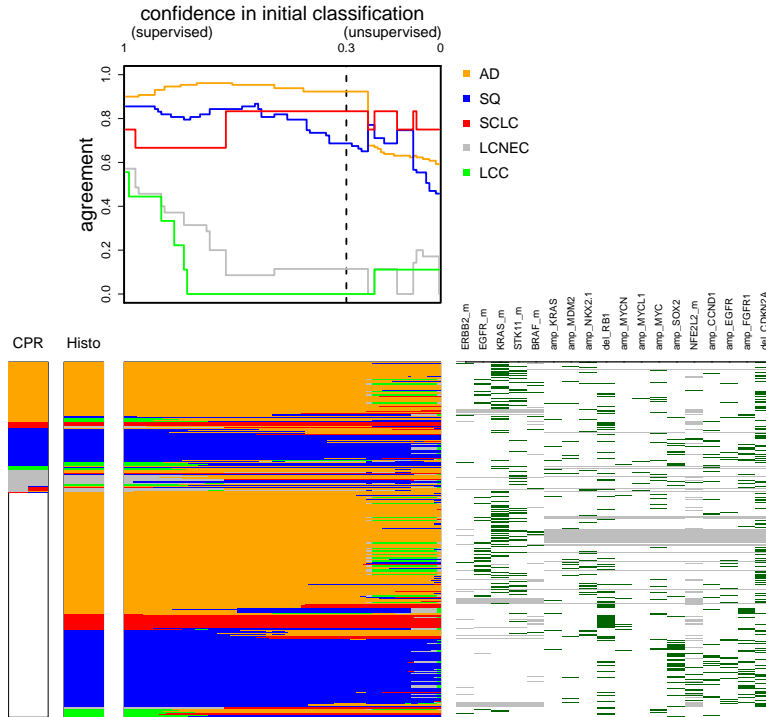 confidence in initial classification
(supervised) (unsupervised)
1 0.3 0
agreement
1.0
0.8
0.6
0.4
0.2
0.0
AD
SQ
SCLC
LCNEC
LCC
CPR Histo
ERBB2_m
EGFR_m
KRAS_m
STK11_m
BRAF_m
amp_KRAS
amp_MDM2
amp_NKX2.1
del_RB1
amp_MYCN
amp_MYCL1
amp_MYC
amp_SOX2
NFE2L2_m
amp_CCND1
amp_EGFR
amp_FGFR1
del_CDKN2A